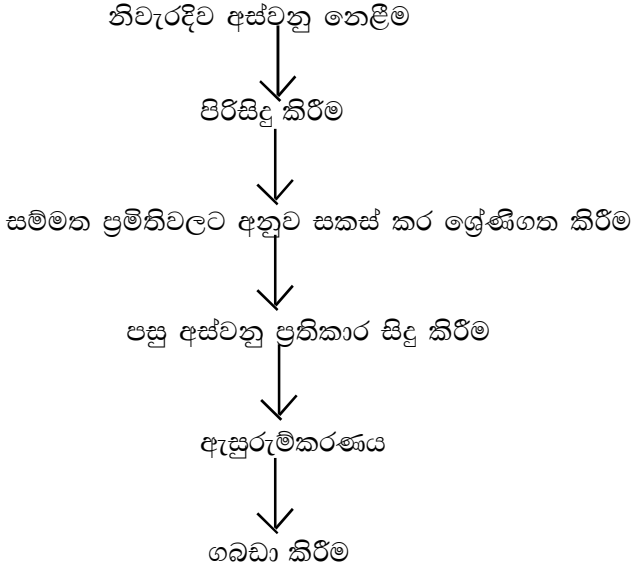 නිවැරදිව අස්වනු නෙළීම
පිරිසිදු කිරීම
සම්මත ප්‍රමිතිවලට අනුව සකස් කර ශ්‍රේණිගත කිරීම
පසු අස්වනු ප්‍රතිකාර සිදු කිරීම
ඇසුරුම්කරණය
ගබඩා කිරීම